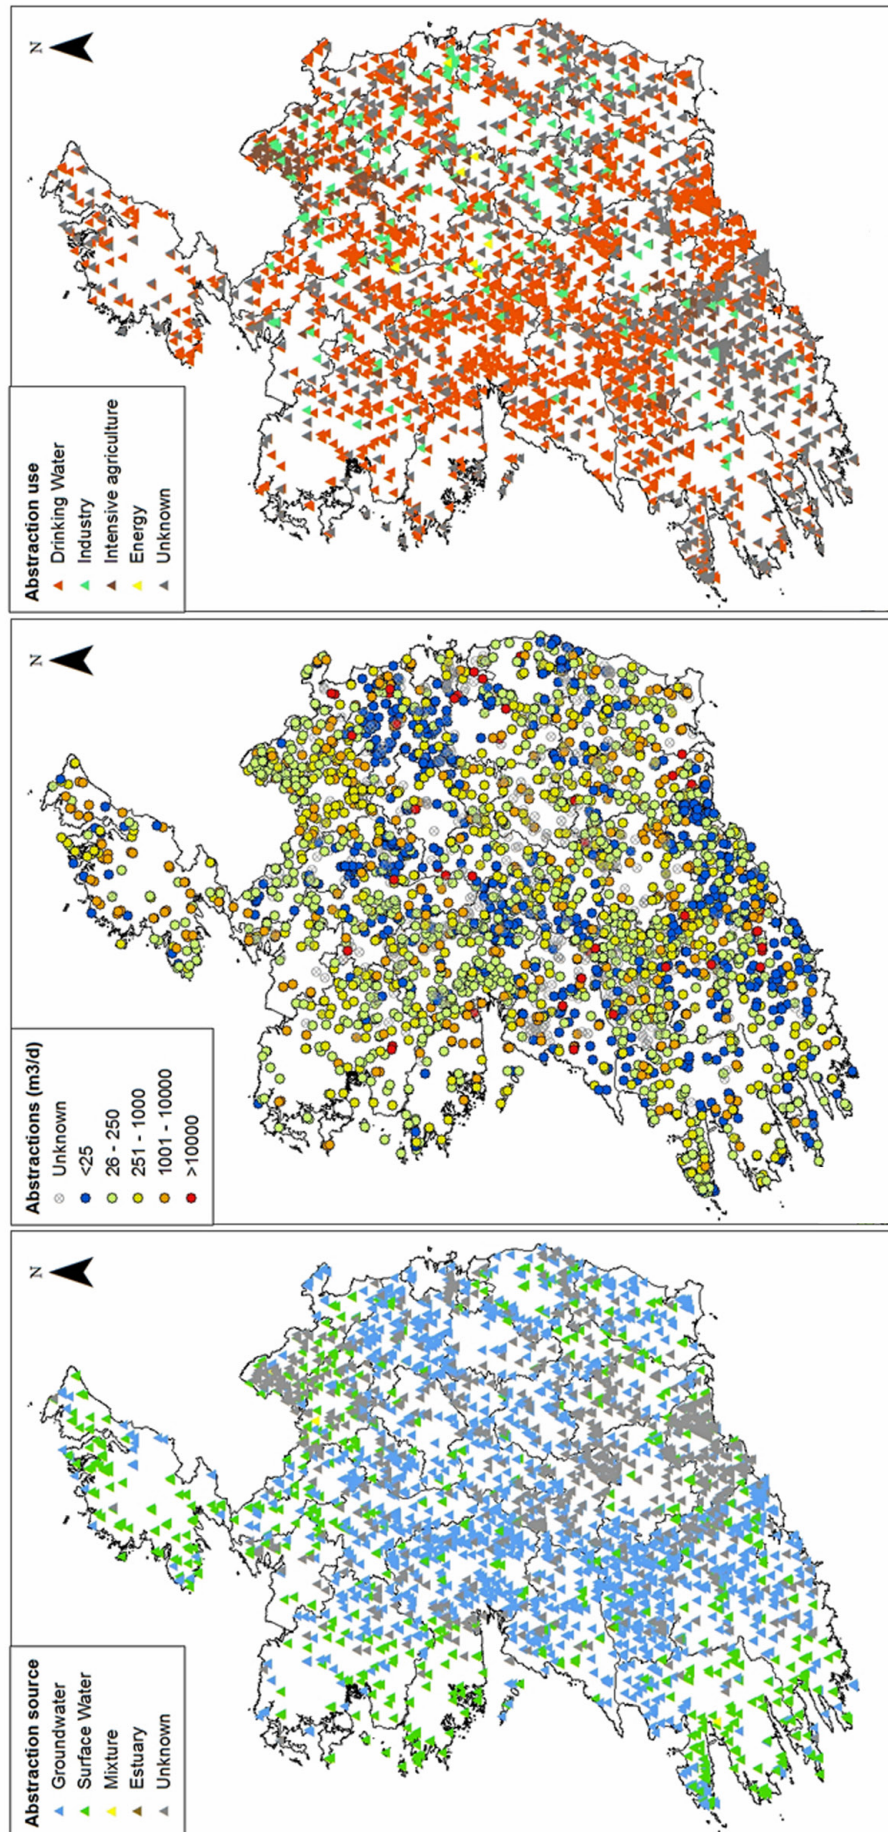 Abstraction source
Groundwater
Surface Water
Mixture
Estuary
Unknown
N
Abstractions (m3/d)
Unknown
<25
26 - 250
251 - 1000
1001 - 10000
>10000
N
Abstraction use
Drinking Water
Industry
Intensive agriculture
Energy
Unknown
N